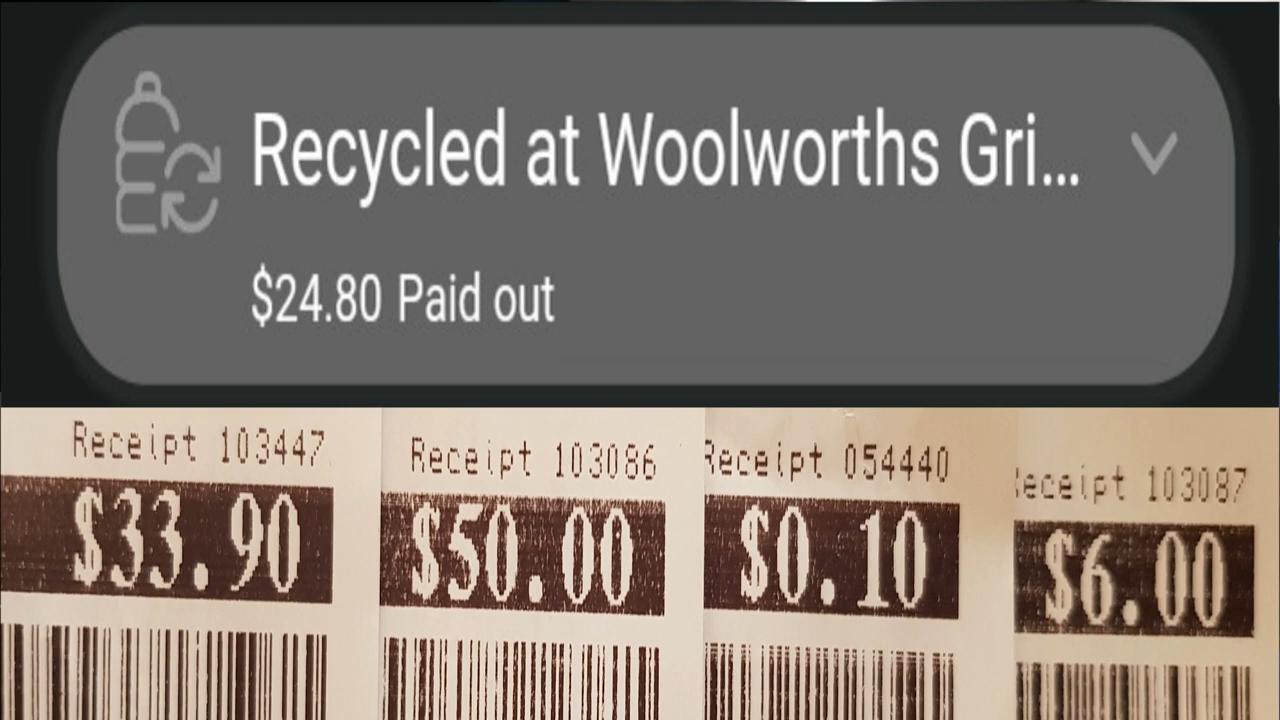 Recycled at Woolworths Gri...
$24.80 Paid out
Receipt 103447
$33.90
Receipt 103086
$50.00
Receipt 054440
$0.10
eceipt 103087
$6.00